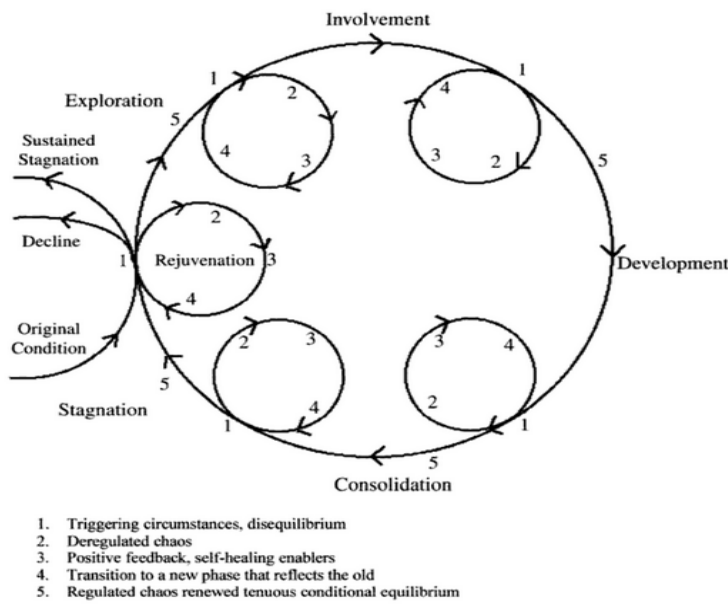 Involvement
1
1
2
4
Exploration
5
5
4
3
3
2
Sustained
Stagnation
2
Decline
1
Rejuvenation
3
Development
4
Original
Condition
2
3
3
4
5
4
2
Stagnation
1
1
5
Consolidation
1. Triggering circumstances, disequilibrium
2. Deregulated chaos
3. Positive feedback, self-healing enablers
4. Transition to a new phase that reflects the old
5. Regulated chaos renewed tenuous conditional equilibrium